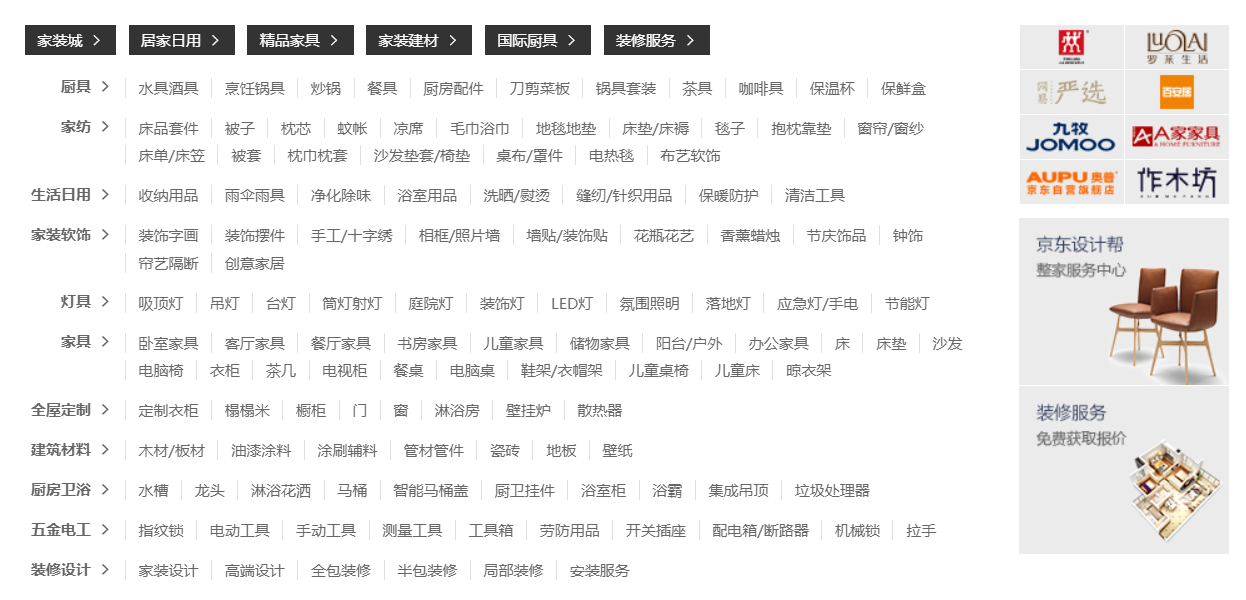 家装城 > 居家日用 > 精品家具 > 家装建材 > 国际厨具 > 装修服务 >
厨具 > 水具酒具 烹饪锅具 炒锅 餐具 厨房配件 刀剪菜板 锅具套装 茶具 咖啡具 保温杯 保鲜盒
家纺 > 床品套件 被子 枕芯 蚊帐 凉席 毛巾浴巾 地毯地垫 床垫/床褥 毯子 抱枕靠垫 窗帘/窗纱
床单/床笠 被套 枕巾枕套 沙发垫套/椅垫 桌布/罩件 电热毯 布艺软饰
生活日用 > 收纳用品 雨伞雨具 净化除味 浴室用品 洗晒/熨烫 缝纫/针织用品 保暖防护 清洁工具
家装软饰 > 装饰字画 装饰摆件 手工/十字绣 相框/照片墙 墙贴/装饰贴 花瓶花艺 香薰蜡烛 节庆饰品 钟饰
帘艺隔断 创意家居
灯具 > 吸顶灯 吊灯 台灯 筒灯射灯 庭院灯 装饰灯 LED灯 氛围照明 落地灯 应急灯/手电 节能灯
家具 > 卧室家具 客厅家具 餐厅家具 书房家具 儿童家具 储物家具 阳台/户外 办公家具 床 床垫 沙发
电脑椅 衣柜 茶几 电视柜 餐桌 电脑桌 鞋架/衣帽架 儿童桌椅 儿童床 晾衣架
全屋定制 > 定制衣柜 榻榻米 橱柜 门 窗 淋浴房 壁挂炉 散热器
建筑材料 > 木材/板材 油漆涂料 涂刷辅料 管材管件 瓷砖 地板 壁纸
厨房卫浴 > 水槽 龙头 淋浴花洒 马桶 智能马桶盖 厨卫挂件 浴室柜 浴霸 集成吊顶 垃圾处理器
五金电工 > 指纹锁 电动工具 手动工具 测量工具 工具箱 劳防用品 开关插座 配电箱/断路器 机械锁 拉手
装修设计 > 家装设计 高端设计 全包装修 半包装修 局部装修 安装服务
LUOLAI
罗莱生活
网易严选
百安居
九牧
JOMOO
A家家具
A HOME FURNITURE
AUPU奥普
京东自营旗舰店
作木坊
京东设计帮
整家服务中心
装修服务
免费获取报价